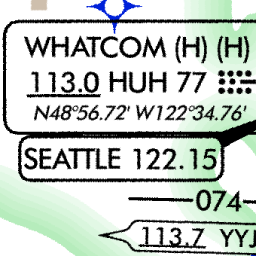 WHATCOM (H) (H)
113.0 HUH 77
N48°56.72' W122°34.76'
SEATTLE 122.15
074
113.7 YYJ